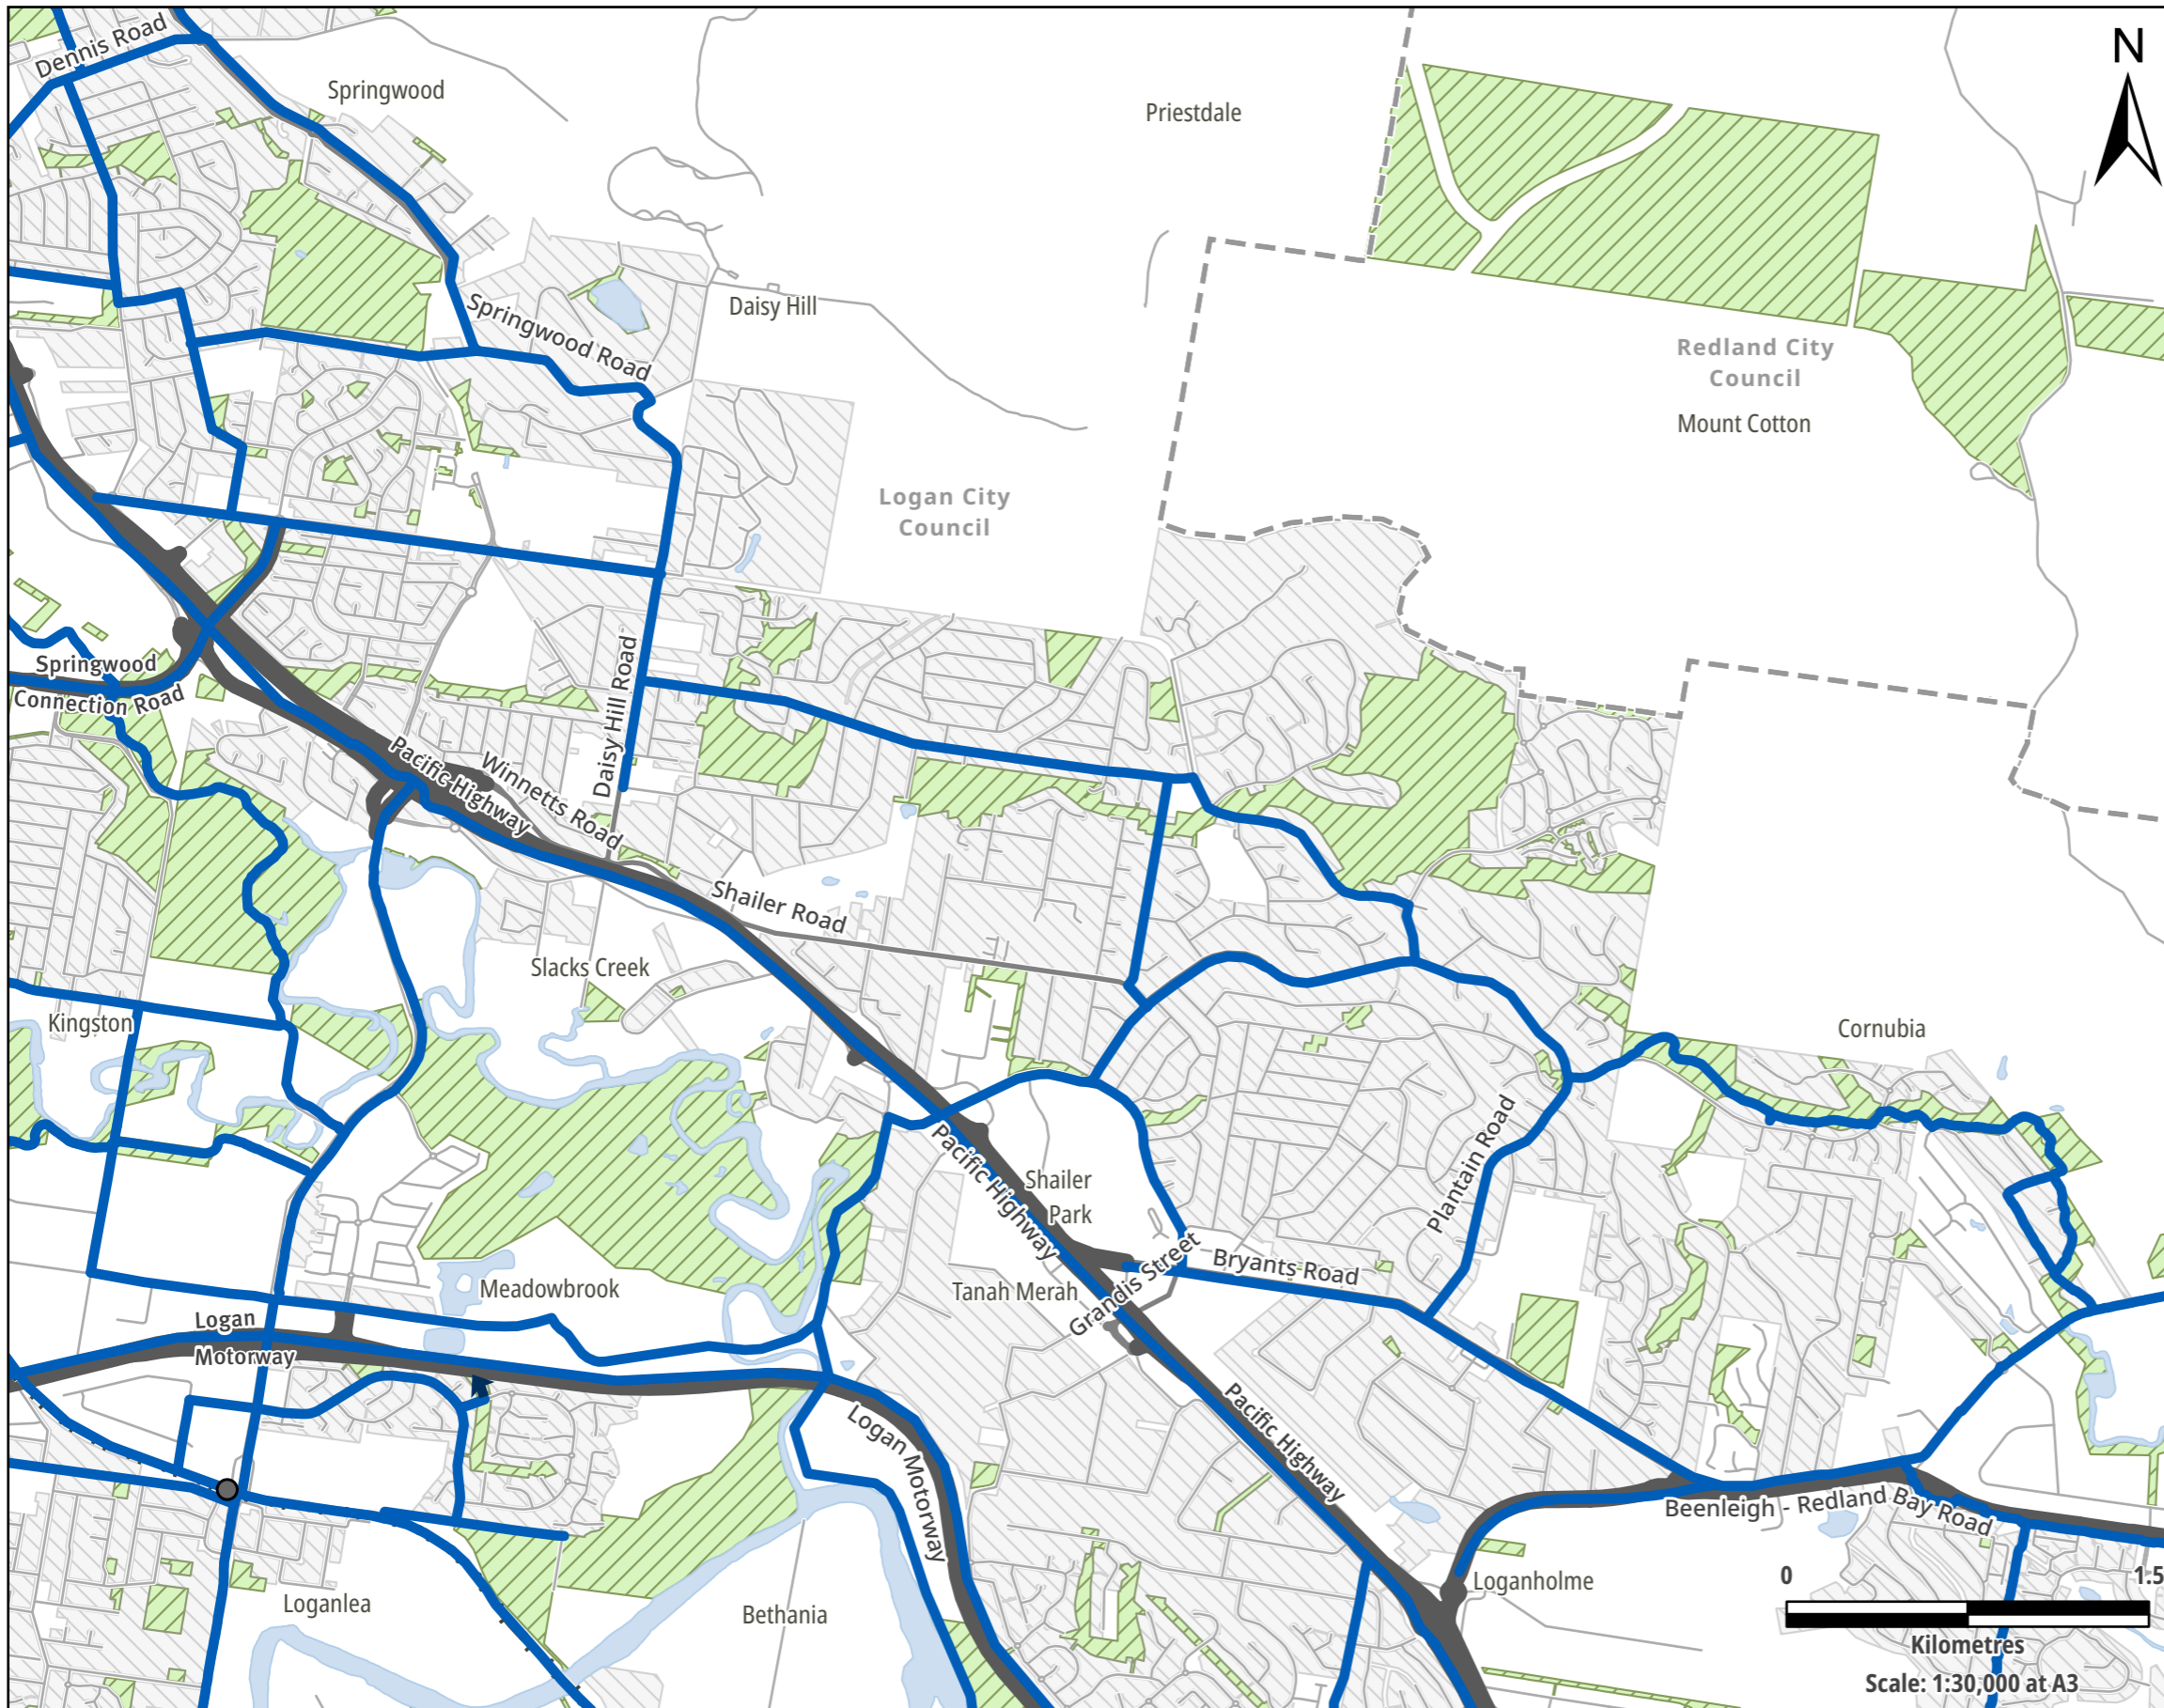 Dennis Road
Springwood
Priestdale
N
Springwood Road
Daisy Hill
Redland City
Council
Mount Cotton
Logan City
Council
Springwood
Connection Road
Daisy Hill Road
Pacific Highway
Winnetts Road
Shailer Road
Slacks Creek
Kingston
Cornubia
Pacific Highway
Shailer
Park
Plantain Road
Grandis Street
Bryants Road
Tanah Merah
Meadowbrook
Logan
Motorway
Logan Motorway
Pacific Highway
Beenleigh - Redland Bay Road
Loganholme
Loganlea
Bethania
0
1.5
Kilometres
Scale: 1:30,000 at A3